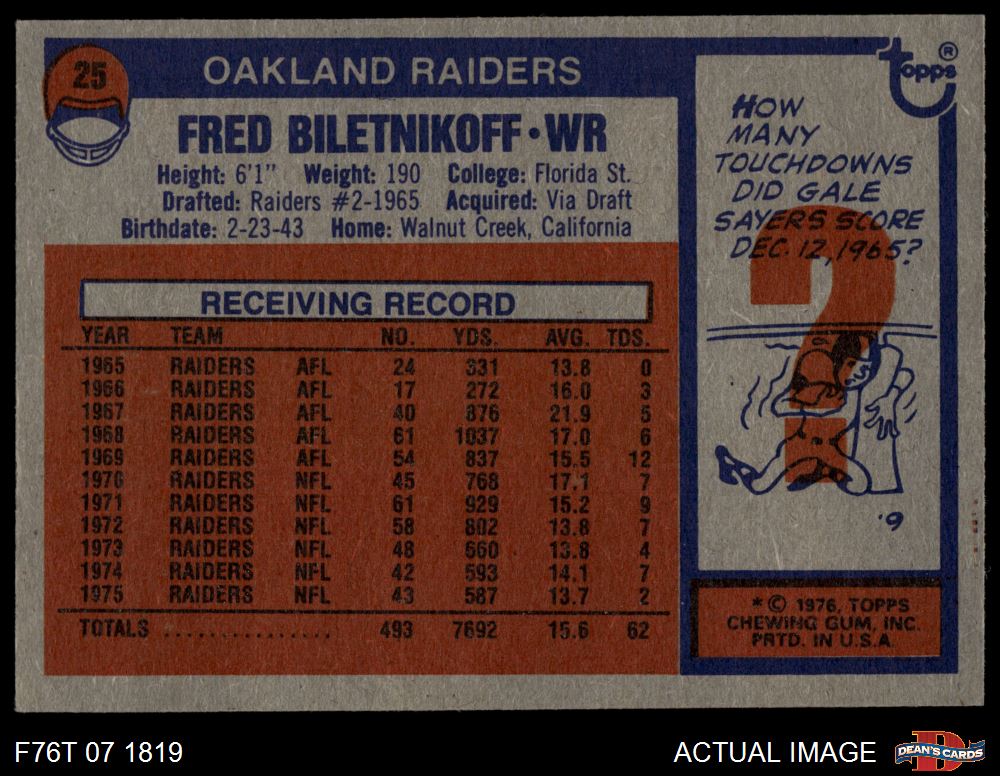 25
OAKLAND RAIDERS
FRED BILETNIKOFF • WR
Height: 6'1" Weight: 190 College: Florida St.
Drafted: Raiders #2-1965 Acquired: Via Draft
Birthdate: 2-23-43 Home: Walnut Creek, California
RECEIVING RECORD
YEAR TEAM NO. YDS. AVG. TDS.
1965 RAIDERS AFL 24 331 13.8 0
1966 RAIDERS AFL 17 272 16.0 3
1967 RAIDERS AFL 40 876 21.9 5
1968 RAIDERS AFL 61 1037 17.0 6
1969 RAIDERS AFL 54 837 15.5 12
1970 RAIDERS NFL 45 768 17.1 7
1971 RAIDERS NFL 61 929 15.2 9
1972 RAIDERS NFL 58 802 13.8 7
1973 RAIDERS NFL 48 660 13.8 4
1974 RAIDERS NFL 42 593 14.1 7
1975 RAIDERS NFL 43 587 13.7 2
TOTALS ................ 493 7692 15.6 62
topps ®
HOW
MANY
TOUCHDOWNS
DID GALE
SAYERS SCORE
DEC. 12, 1965?
?
'9
* © 1976, TOPPS
CHEWING GUM, INC.
PRTD. IN U.S.A.
F76T 07 1819
ACTUAL IMAGE
D
DEAN'S CARDS